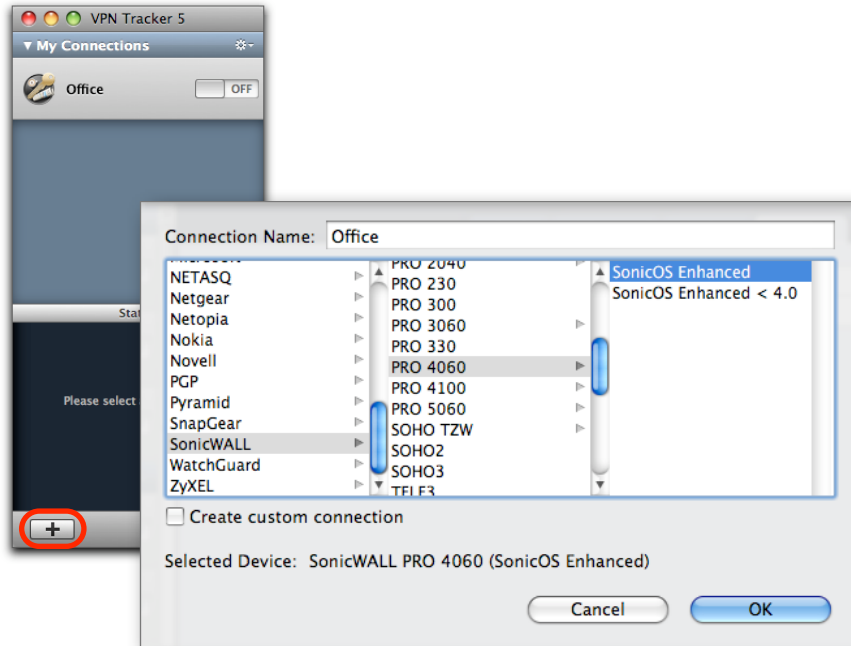 VPN Tracker 5
▼ My Connections
Office
OFF
Please select
+
Connection Name: Office
NETASQ
Netgear
Netopia
Nokia
Novell
PGP
Pyramid
SnapGear
SonicWALL
WatchGuard
ZyXEL
PRO 2040
PRO 230
PRO 300
PRO 3060
PRO 330
PRO 4060
PRO 4100
PRO 5060
SOHO TZW
SOHO2
SOHO3
TELE3
SonicOS Enhanced
SonicOS Enhanced < 4.0
Create custom connection
Selected Device: SonicWALL PRO 4060 (SonicOS Enhanced)
Cancel
OK